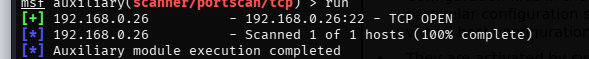 msf auxiliary(scanner/portscan/tcp) > run
[+] 192.168.0.26 - 192.168.0.26:22 - TCP OPEN
[*] 192.168.0.26 - Scanned 1 of 1 hosts (100% complete)
[*] Auxiliary module execution completed